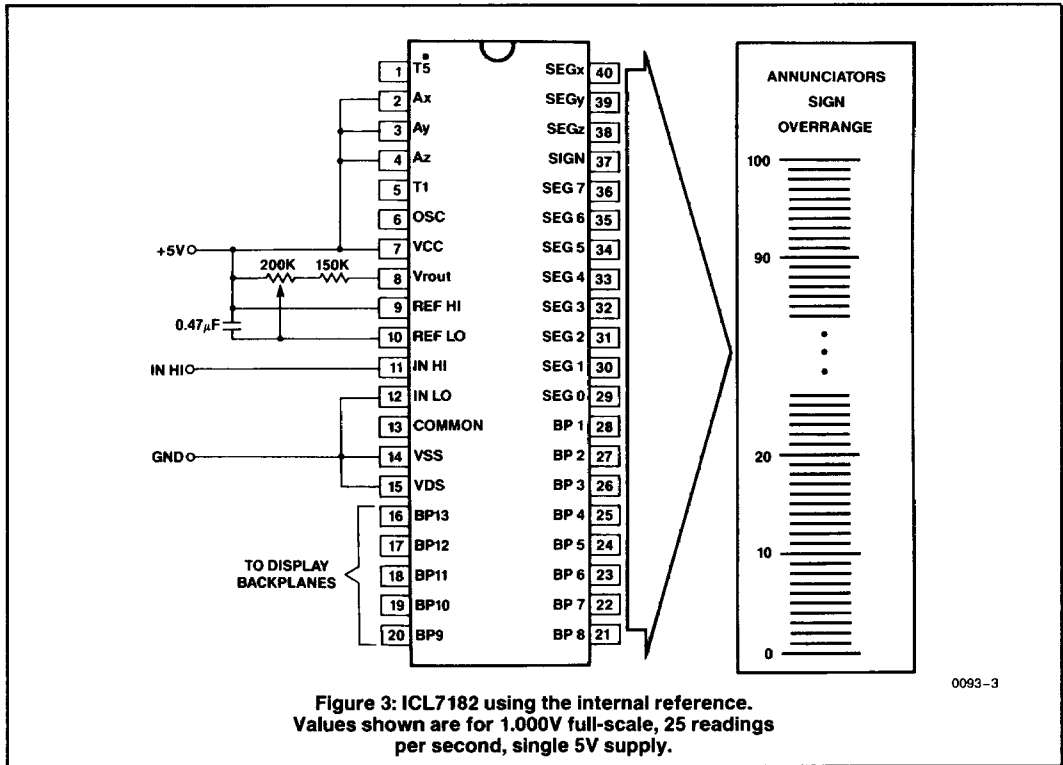 1 T5 SEGx 40
2 Ax SEGy 39
3 Ay SEGz 38
4 Az SIGN 37
5 T1 SEG 7 36
6 OSC SEG 6 35
+5V 7 VCC SEG 5 34
200K 150K 8 Vrout SEG 4 33
9 REF HI SEG 3 32
0.47μF 10 REF LO SEG 2 31
IN HI 11 IN HI SEG 1 30
12 IN LO SEG 0 29
13 COMMON BP 1 28
GND 14 VSS BP 2 27
15 VDS BP 3 26
16 BP13 BP 4 25
17 BP12 BP 5 24
18 BP11 BP 6 23
19 BP10 BP 7 22
20 BP9 BP 8 21
TO DISPLAY
BACKPLANES
ANNUNCIATORS
SIGN
OVERRANGE
100
90
20
10
0
0093–3
Figure 3: ICL7182 using the internal reference.
Values shown are for 1.000V full-scale, 25 readings
per second, single 5V supply.